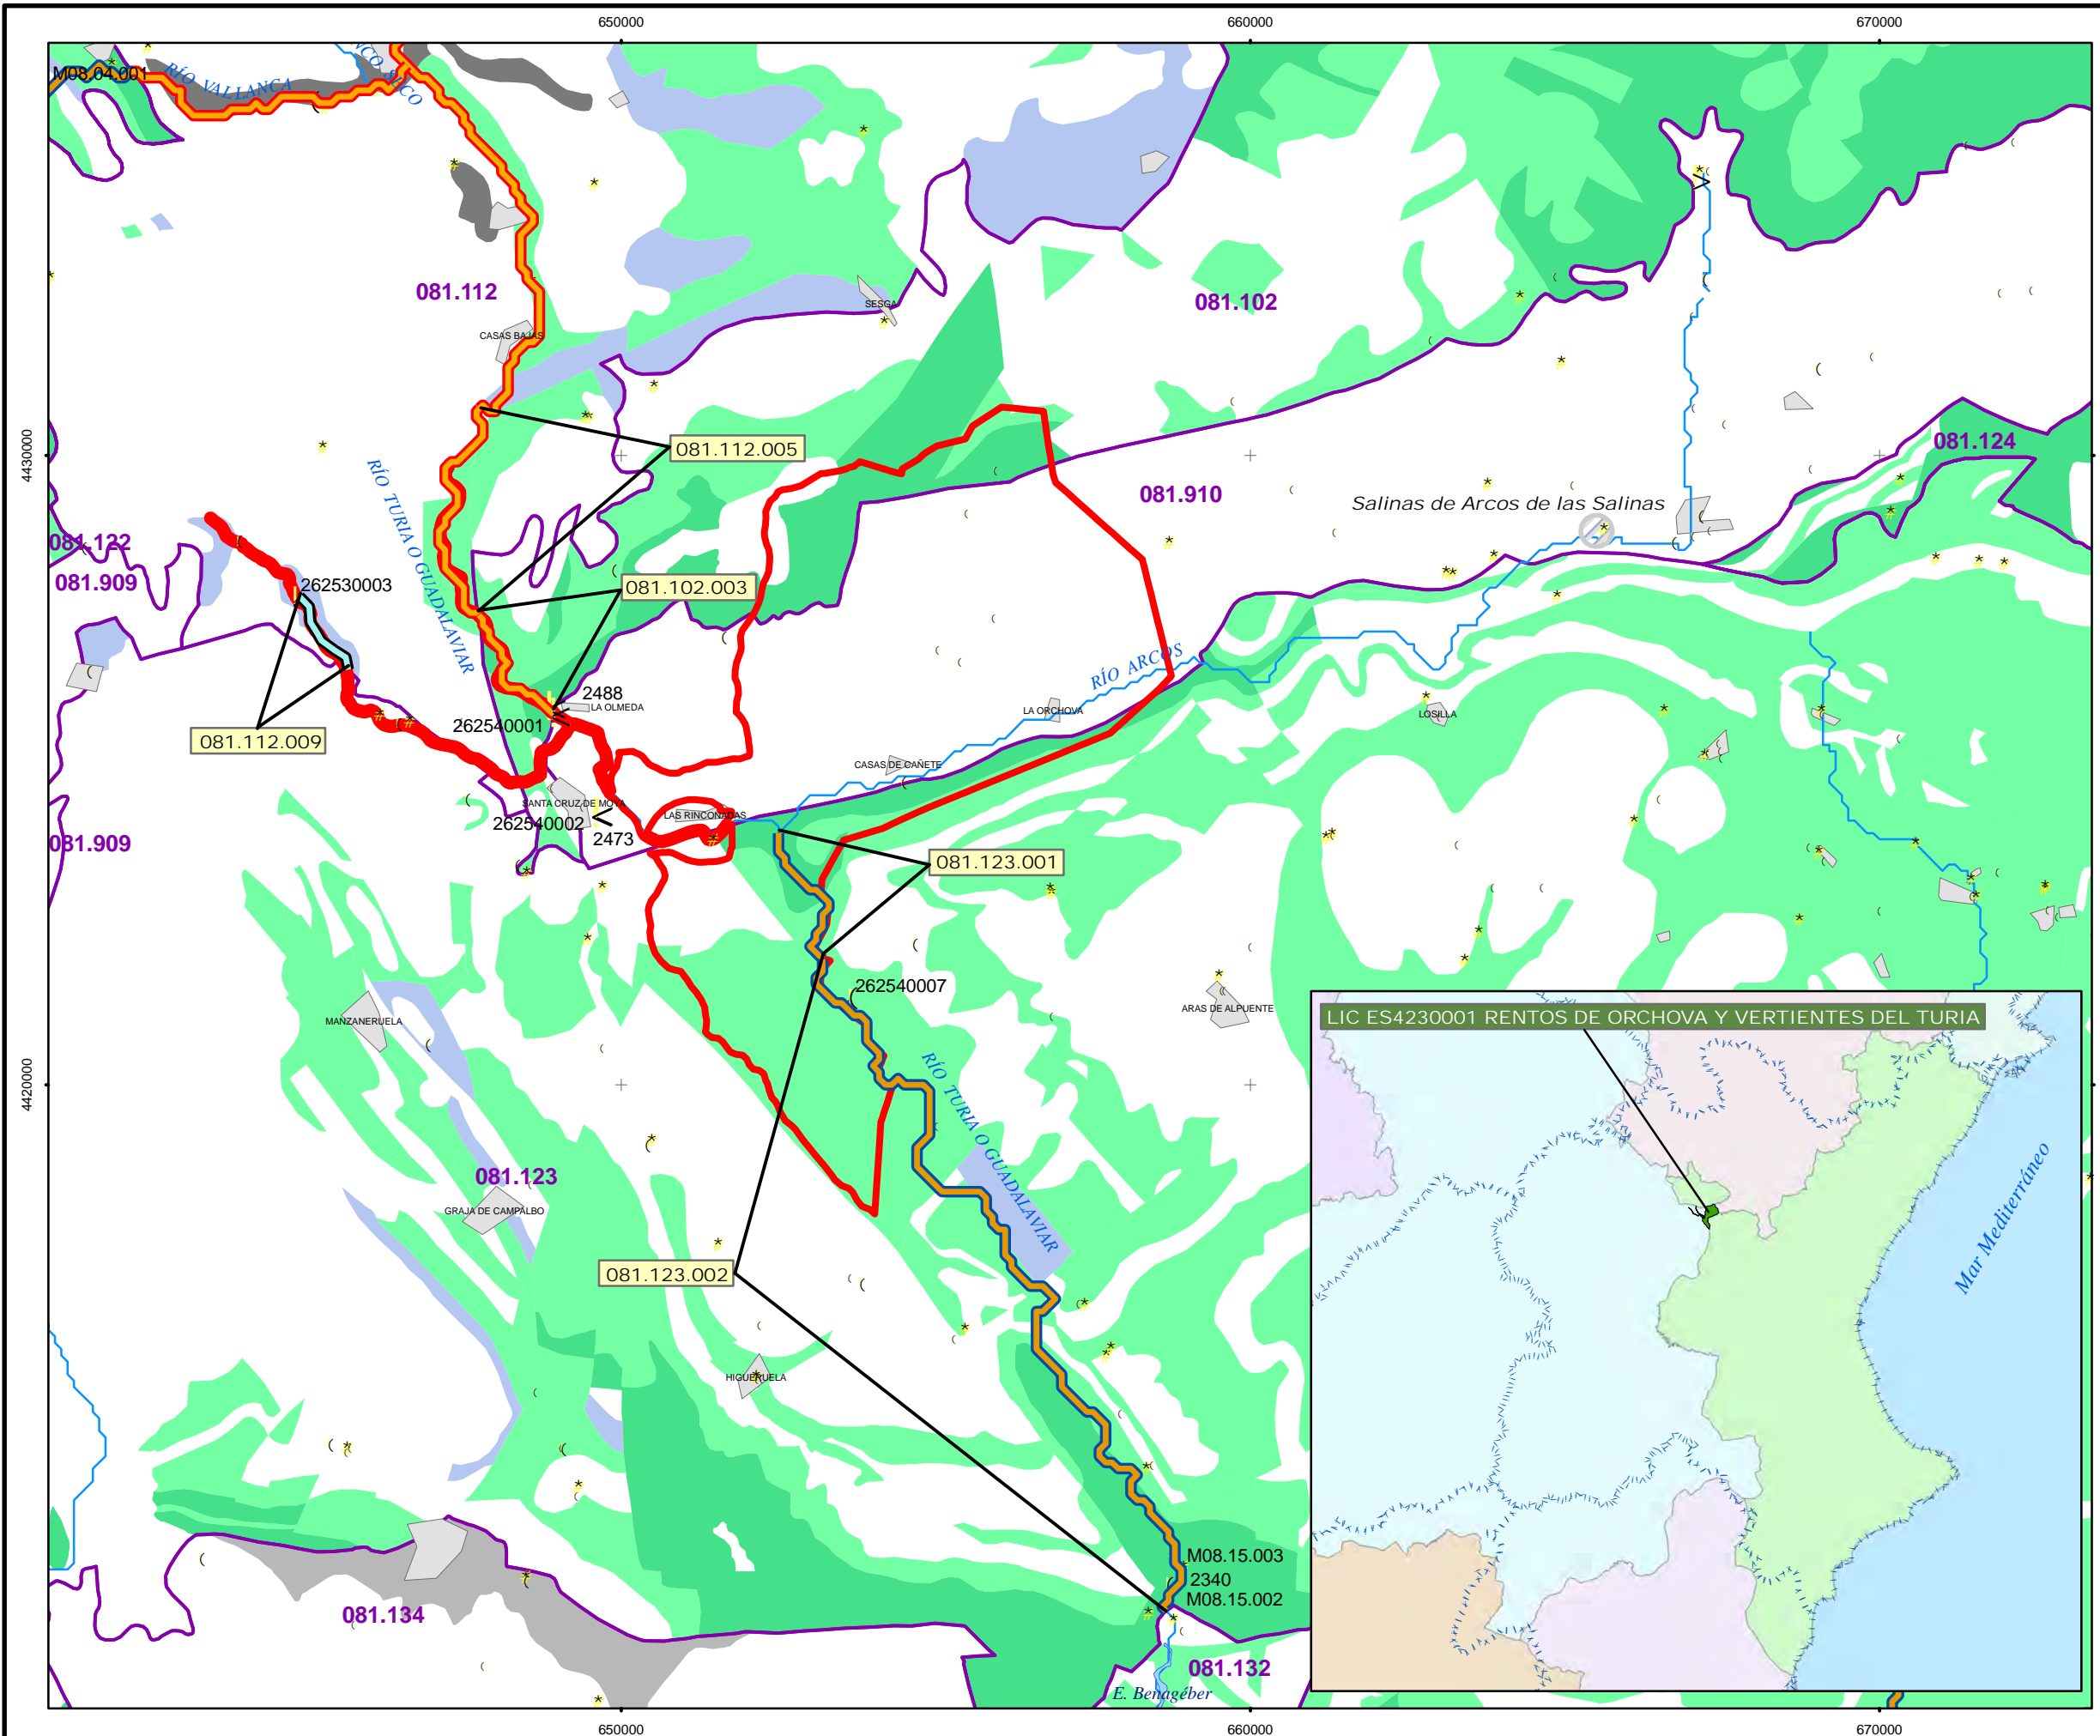 650000
660000
670000
M08.04.001
RÍO VALLANCA
NCO SECO
081.112
081.102
SESGA
CASAS BAJAS
4430000
081.112.005
081.124
081.910
Salinas de Arcos de las Salinas
RÍO TURIA O GUADALAVIAR
081.122
081.909
262530003
081.102.003
RÍO ARCOS
2488
LA OLMEDA
262540001
LA ORCHOVA
LOSILLA
081.112.009
CASAS DE CAÑETE
SANTA CRUZ DE MOYA
262540002
2473
LAS RINCONADAS
081.909
081.123.001
262540007
ARAS DE ALPUENTE
MANZANERUELA
LIC ES4230001 RENTOS DE ORCHOVA Y VERTIENTES DEL TURIA
4420000
RÍO TURIA O GUADALAVIAR
081.123
GRAJA DE CAMPALBO
Mar Mediterráneo
081.123.002
HIGUERUELA
M08.15.003
2340
M08.15.002
081.134
081.132
E. Benagéber
650000
660000
670000